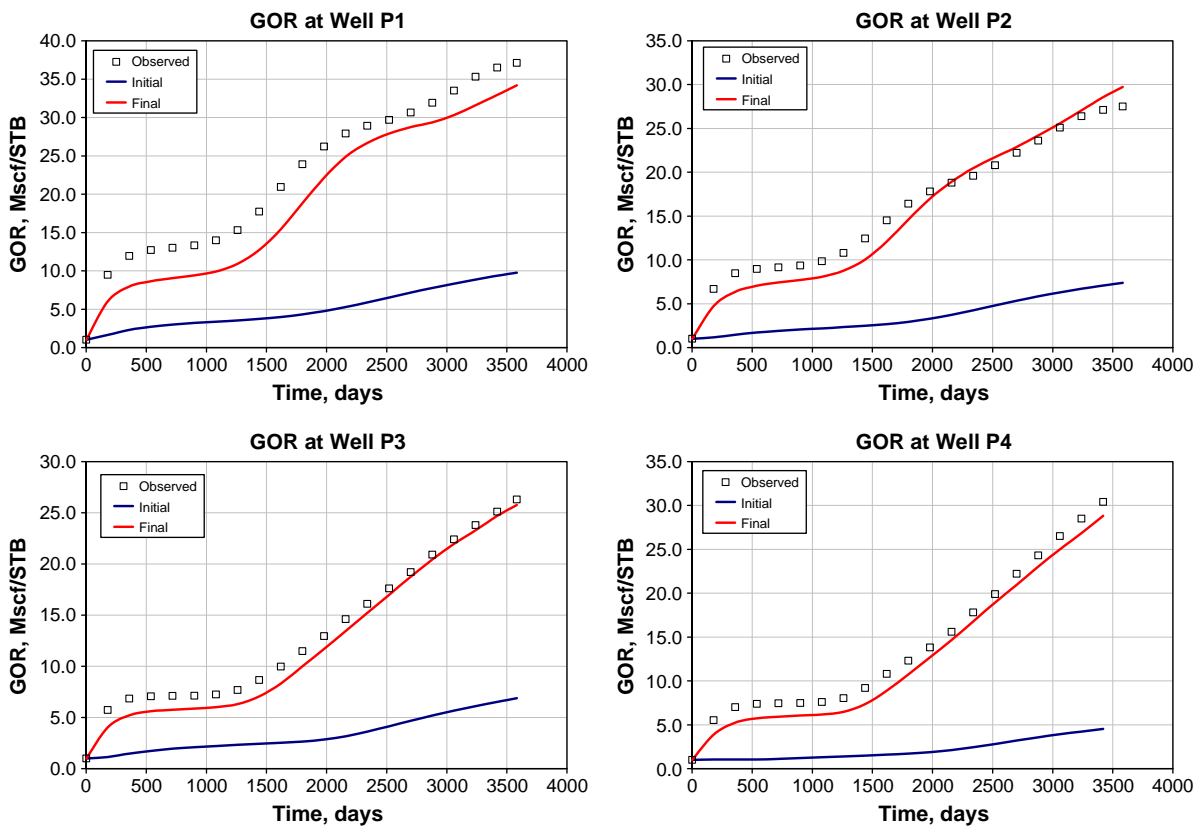 GOR at Well P1
40.0
35.0
30.0
25.0
20.0
15.0
10.0
5.0
0.0
GOR, Mscf/STB
Observed
Initial
Final
0 500 1000 1500 2000 2500 3000 3500 4000
Time, days
GOR at Well P2
35.0
30.0
25.0
20.0
15.0
10.0
5.0
0.0
GOR, Mscf/STB
Observed
Initial
Final
0 500 1000 1500 2000 2500 3000 3500 4000
Time, days
GOR at Well P3
30.0
25.0
20.0
15.0
10.0
5.0
0.0
GOR, Mscf/STB
Observed
Initial
Final
0 500 1000 1500 2000 2500 3000 3500 4000
Time, days
GOR at Well P4
35.0
30.0
25.0
20.0
15.0
10.0
5.0
0.0
GOR, Mscf/STB
Observed
Initial
Final
0 500 1000 1500 2000 2500 3000 3500 4000
Time, days